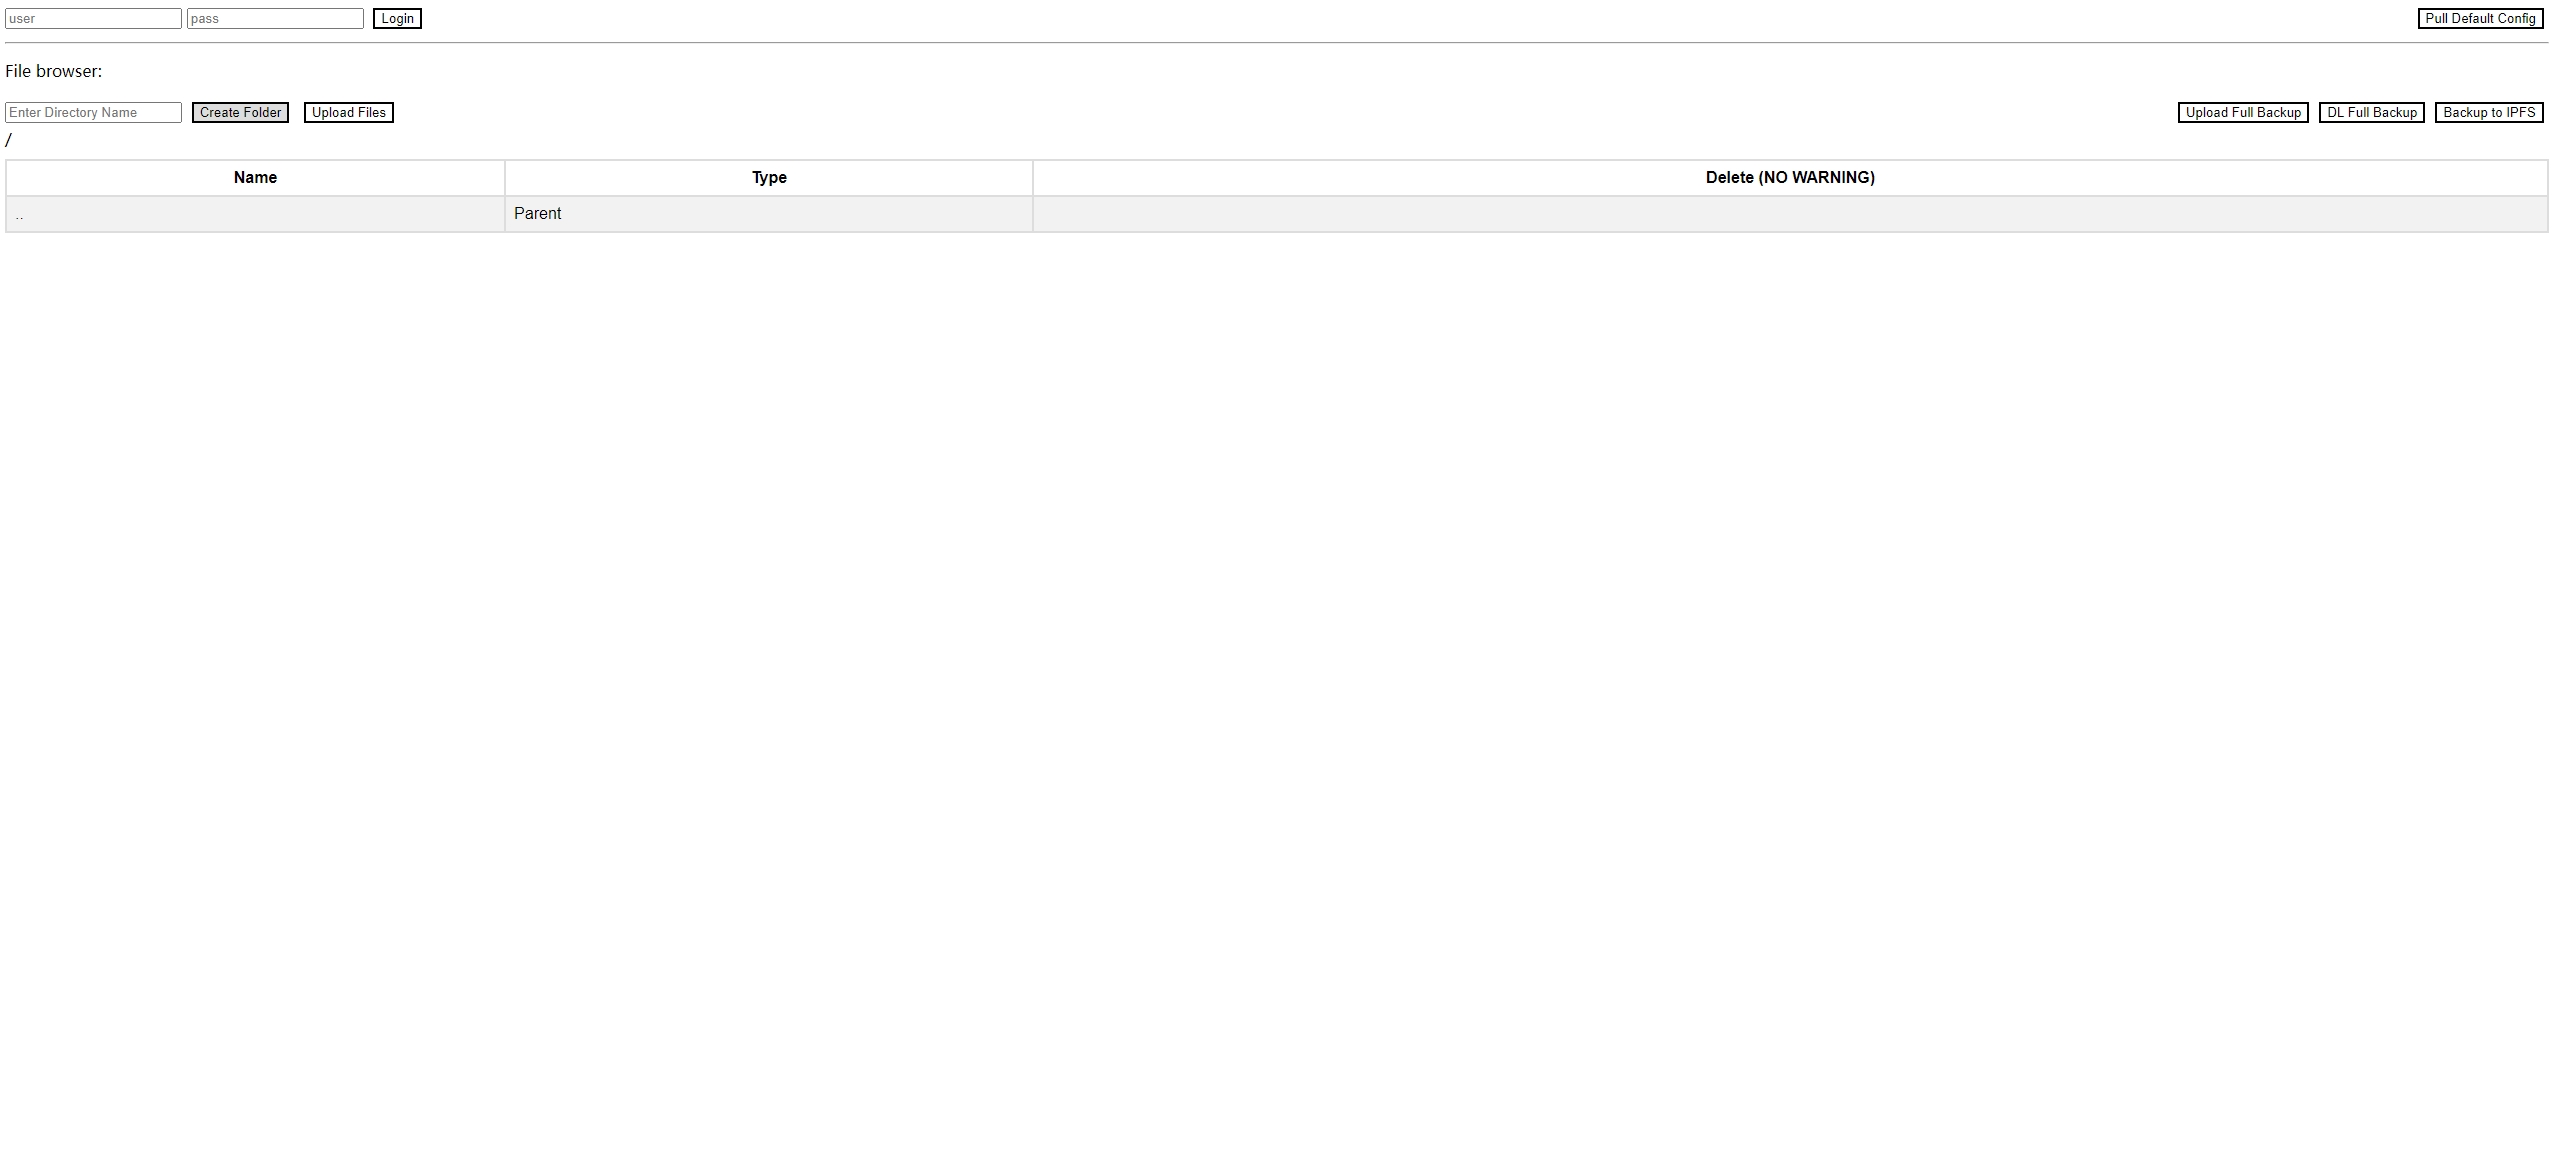 user pass Login Pull Default Config
File browser:
Enter Directory Name Create Folder Upload Files Upload Full Backup DL Full Backup Backup to IPFS
/
Name Type Delete (NO WARNING)
.. Parent